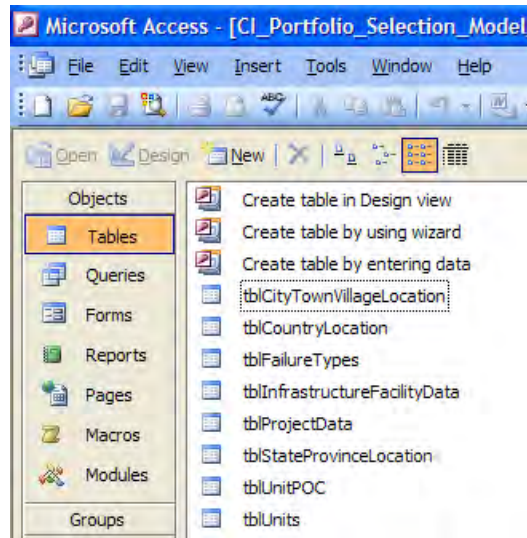 Microsoft Access - [CI_Portfolio_Selection_Model
File Edit View Insert Tools Window Help
Open Design New
Objects
Tables
Queries
Forms
Reports
Pages
Macros
Modules
Groups
Create table in Design view
Create table by using wizard
Create table by entering data
tblCityTownVillageLocation
tblCountryLocation
tblFailureTypes
tblInfrastructureFacilityData
tblProjectData
tblStateProvinceLocation
tblUnitPOC
tblUnits